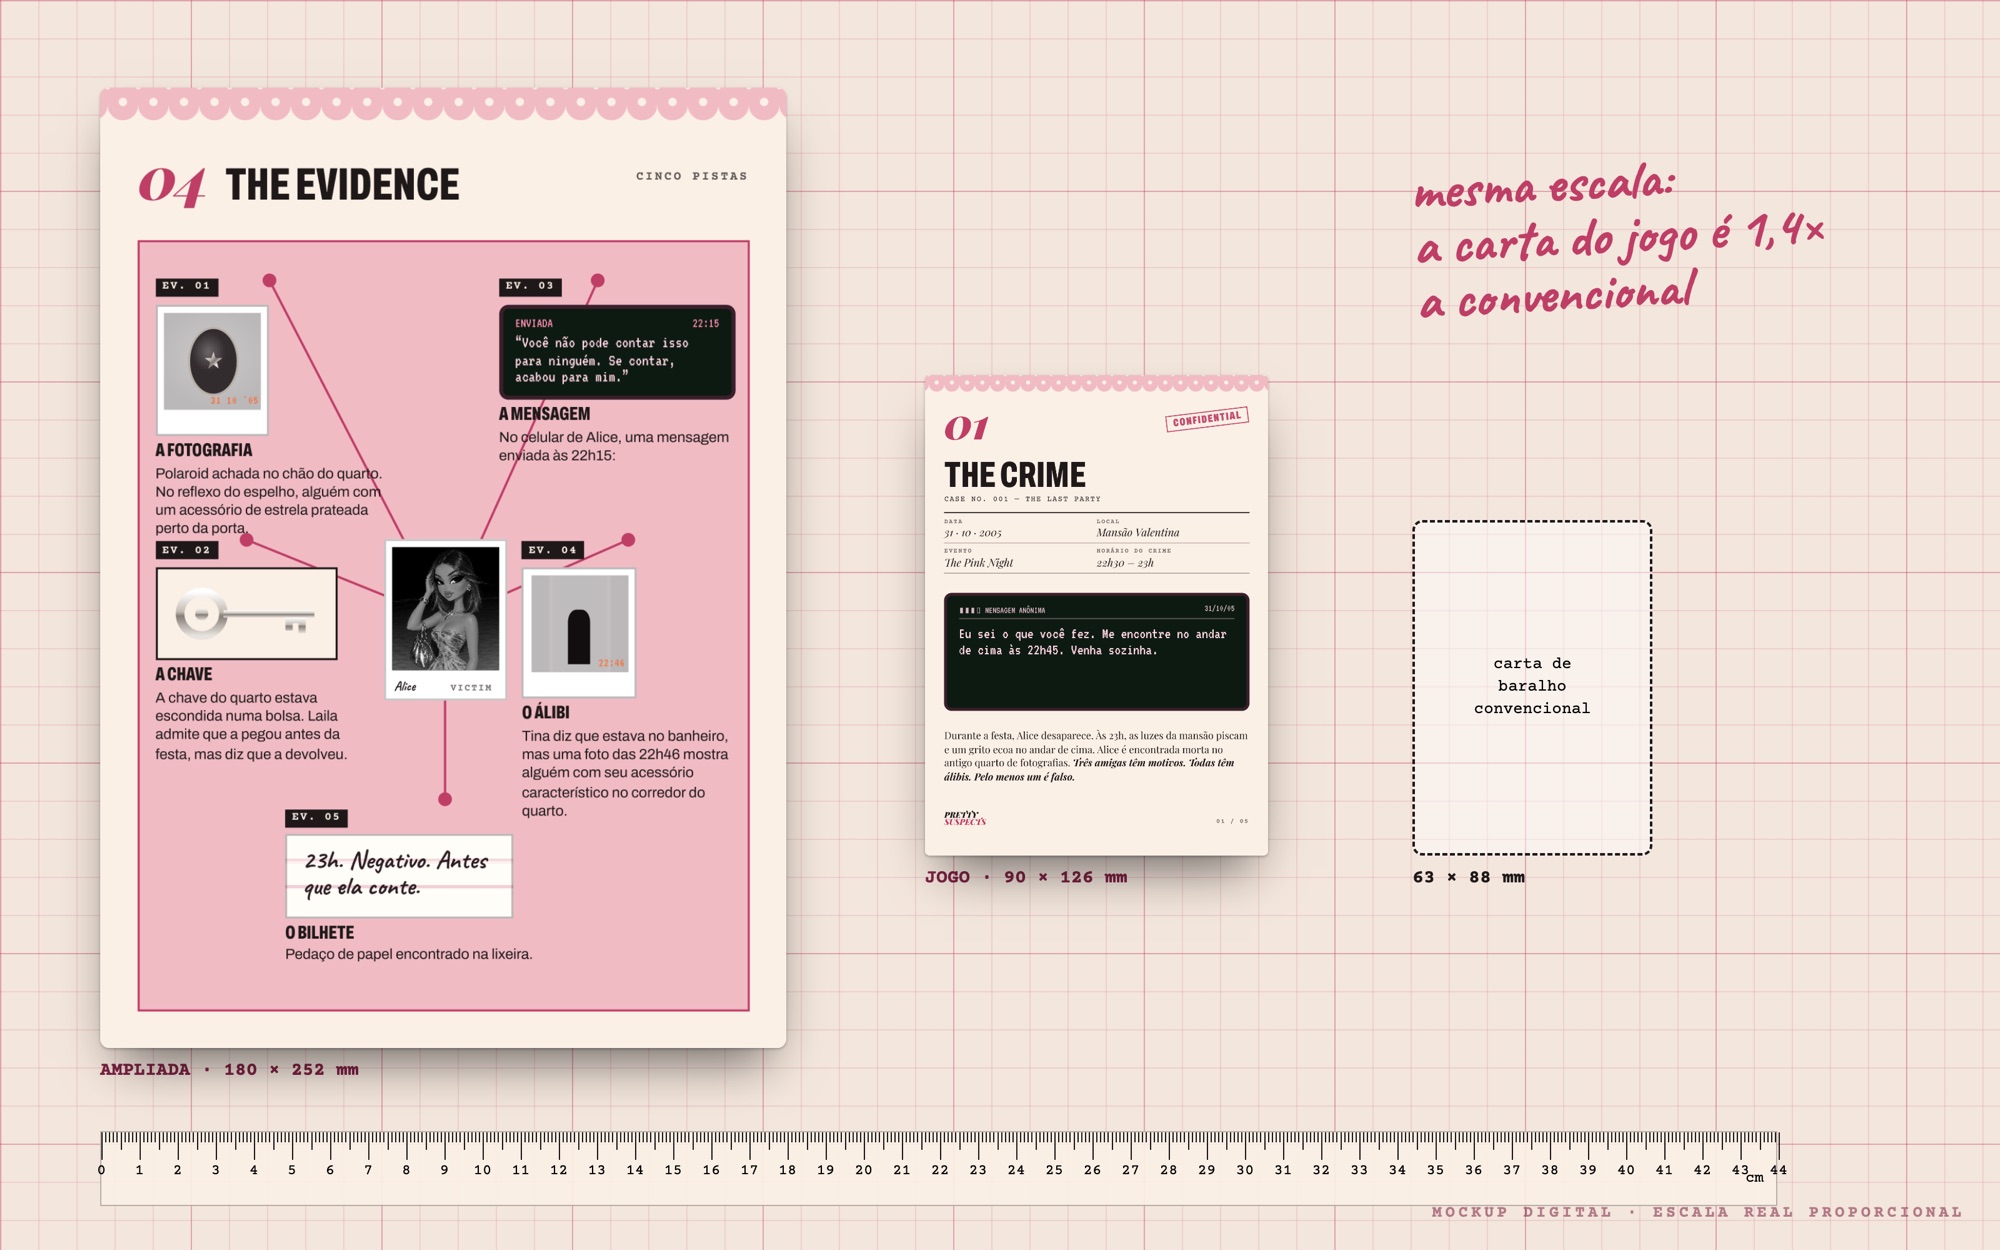 04 THE EVIDENCE
CINCO PISTAS
EV. 01
31 10 '05
A FOTOGRAFIA
Polaroid achada no chão do quarto.
No reflexo do espelho, alguém com
um acessório de estrela prateada
perto da porta.
EV. 03
ENVIADA 22:15
“Você não pode contar isso
para ninguém. Se contar,
acabou para mim.”
A MENSAGEM
No celular de Alice, uma mensagem
enviada às 22h15:
EV. 02
A CHAVE
A chave do quarto estava
escondida numa bolsa. Laila
admite que a pegou antes da
festa, mas diz que a devolveu.
Alice VICTIM
EV. 04
22:46
O ÁLIBI
Tina diz que estava no banheiro,
mas uma foto das 22h46 mostra
alguém com seu acessório
característico no corredor do
quarto.
EV. 05
23h. Negativo. Antes
que ela conte.
O BILHETE
Pedaço de papel encontrado na lixeira.
AMPLIADA · 180 × 252 mm
01
CONFIDENTIAL
THE CRIME
CASE NO. 001 — THE LAST PARTY
DATA
31 · 10 · 2005
LOCAL
Mansão Valentina
EVENTO
The Pink Night
HORÁRIO DO CRIME
22h30 – 23h
MENSAGEM ANÔNIMA 31/10/05
Eu sei o que você fez. Me encontre no andar
de cima às 22h45. Venha sozinha.
Durante a festa, Alice desaparece. Às 23h, as luzes da mansão piscam
e um grito ecoa no andar de cima. Alice é encontrada morta no
antigo quarto de fotografias. Três amigas têm motivos. Todas têm
álibis. Pelo menos um é falso.
PRETTY
SUSPECTS
01 / 05
JOGO · 90 × 126 mm
mesma escala:
a carta do jogo é 1,4×
a convencional
carta de
baralho
convencional
63 × 88 mm
0 1 2 3 4 5 6 7 8 9 10 11 12 13 14 15 16 17 18 19 20 21 22 23 24 25 26 27 28 29 30 31 32 33 34 35 36 37 38 39 40 41 42 43 44
cm
MOCKUP DIGITAL · ESCALA REAL PROPORCIONAL